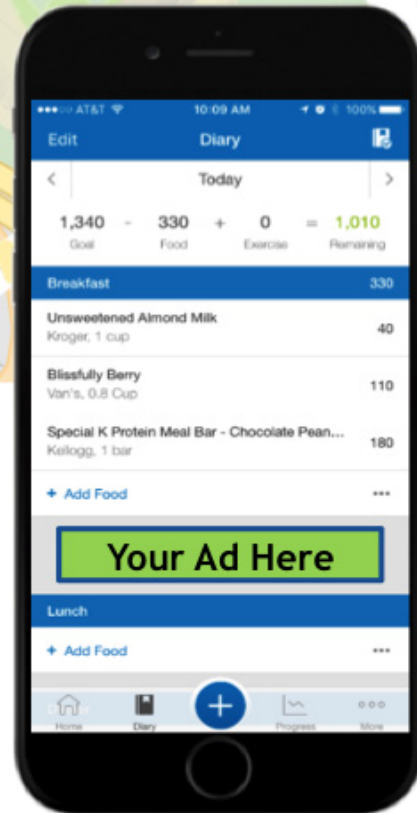 AT&T 10:09 AM 100%
Edit Diary
< Today >
1,340 - 330 + 0 = 1,010
Goal Food Exercise Remaining
Breakfast 330
Unsweetened Almond Milk
Kroger, 1 cup 40
Blissfully Berry
Van's, 0.8 Cup 110
Special K Protein Meal Bar - Chocolate Pean...
Kellogg, 1 bar 180
+ Add Food
Your Ad Here
Lunch
+ Add Food
Home Diary Progress More